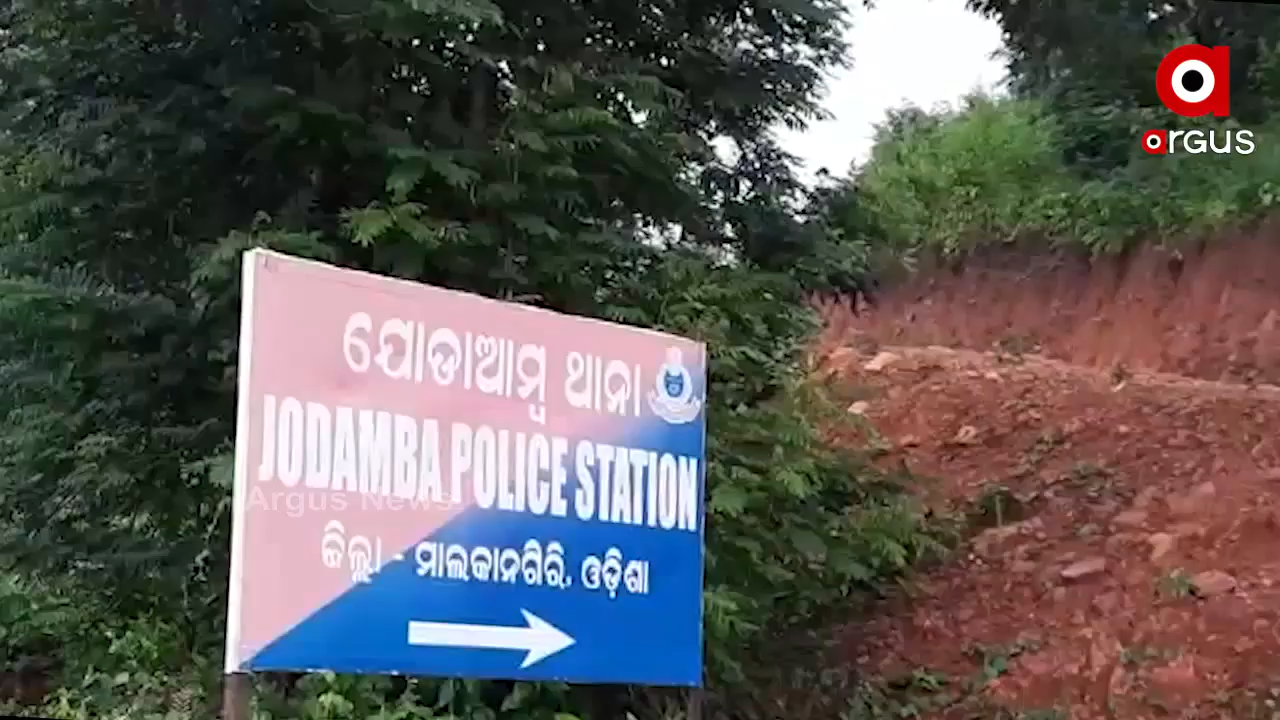 argus
ଯୋଡାଆମ୍ବ ଥାନା
JODAMBA POLICE STATION
Argus News
ଜିଲ୍ଲା - ମାଲକାନଗିରି, ଓଡ଼ିଶା